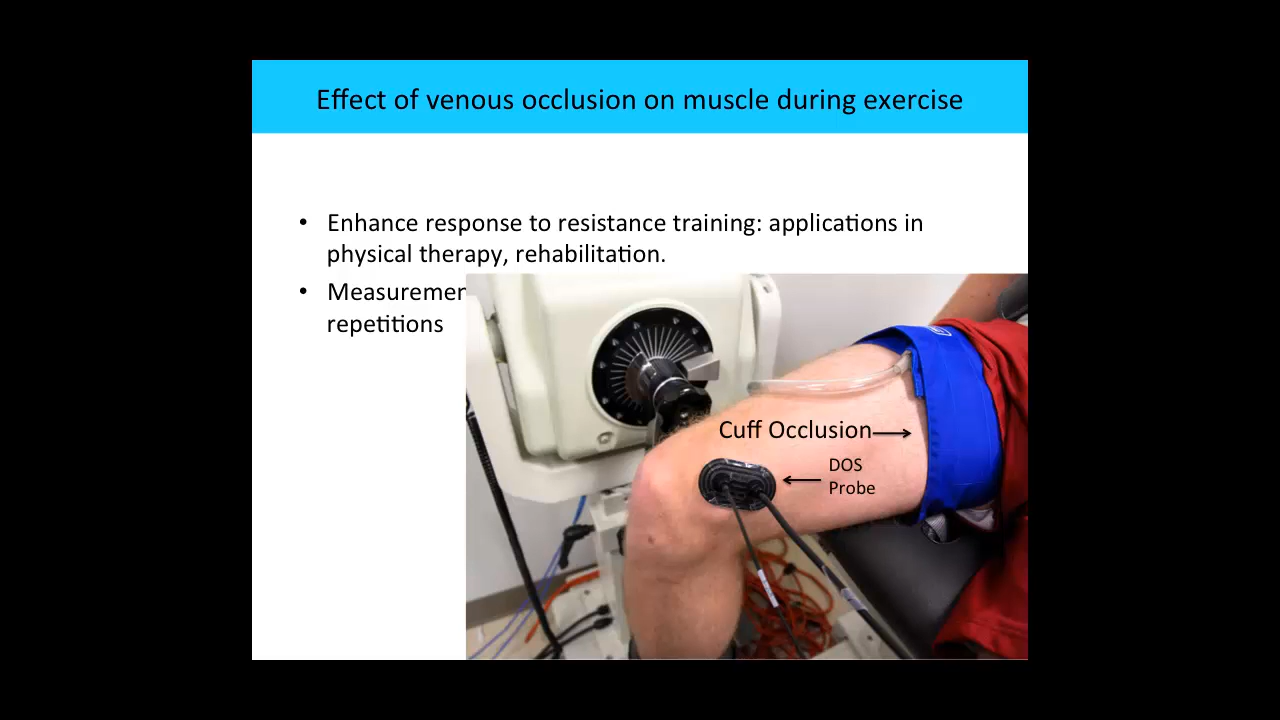 Effect of venous occlusion on muscle during exercise
• Enhance response to resistance training: applications in
physical therapy, rehabilitation.
• 
repetitions
Cuff Occlusion
DOS
Probe